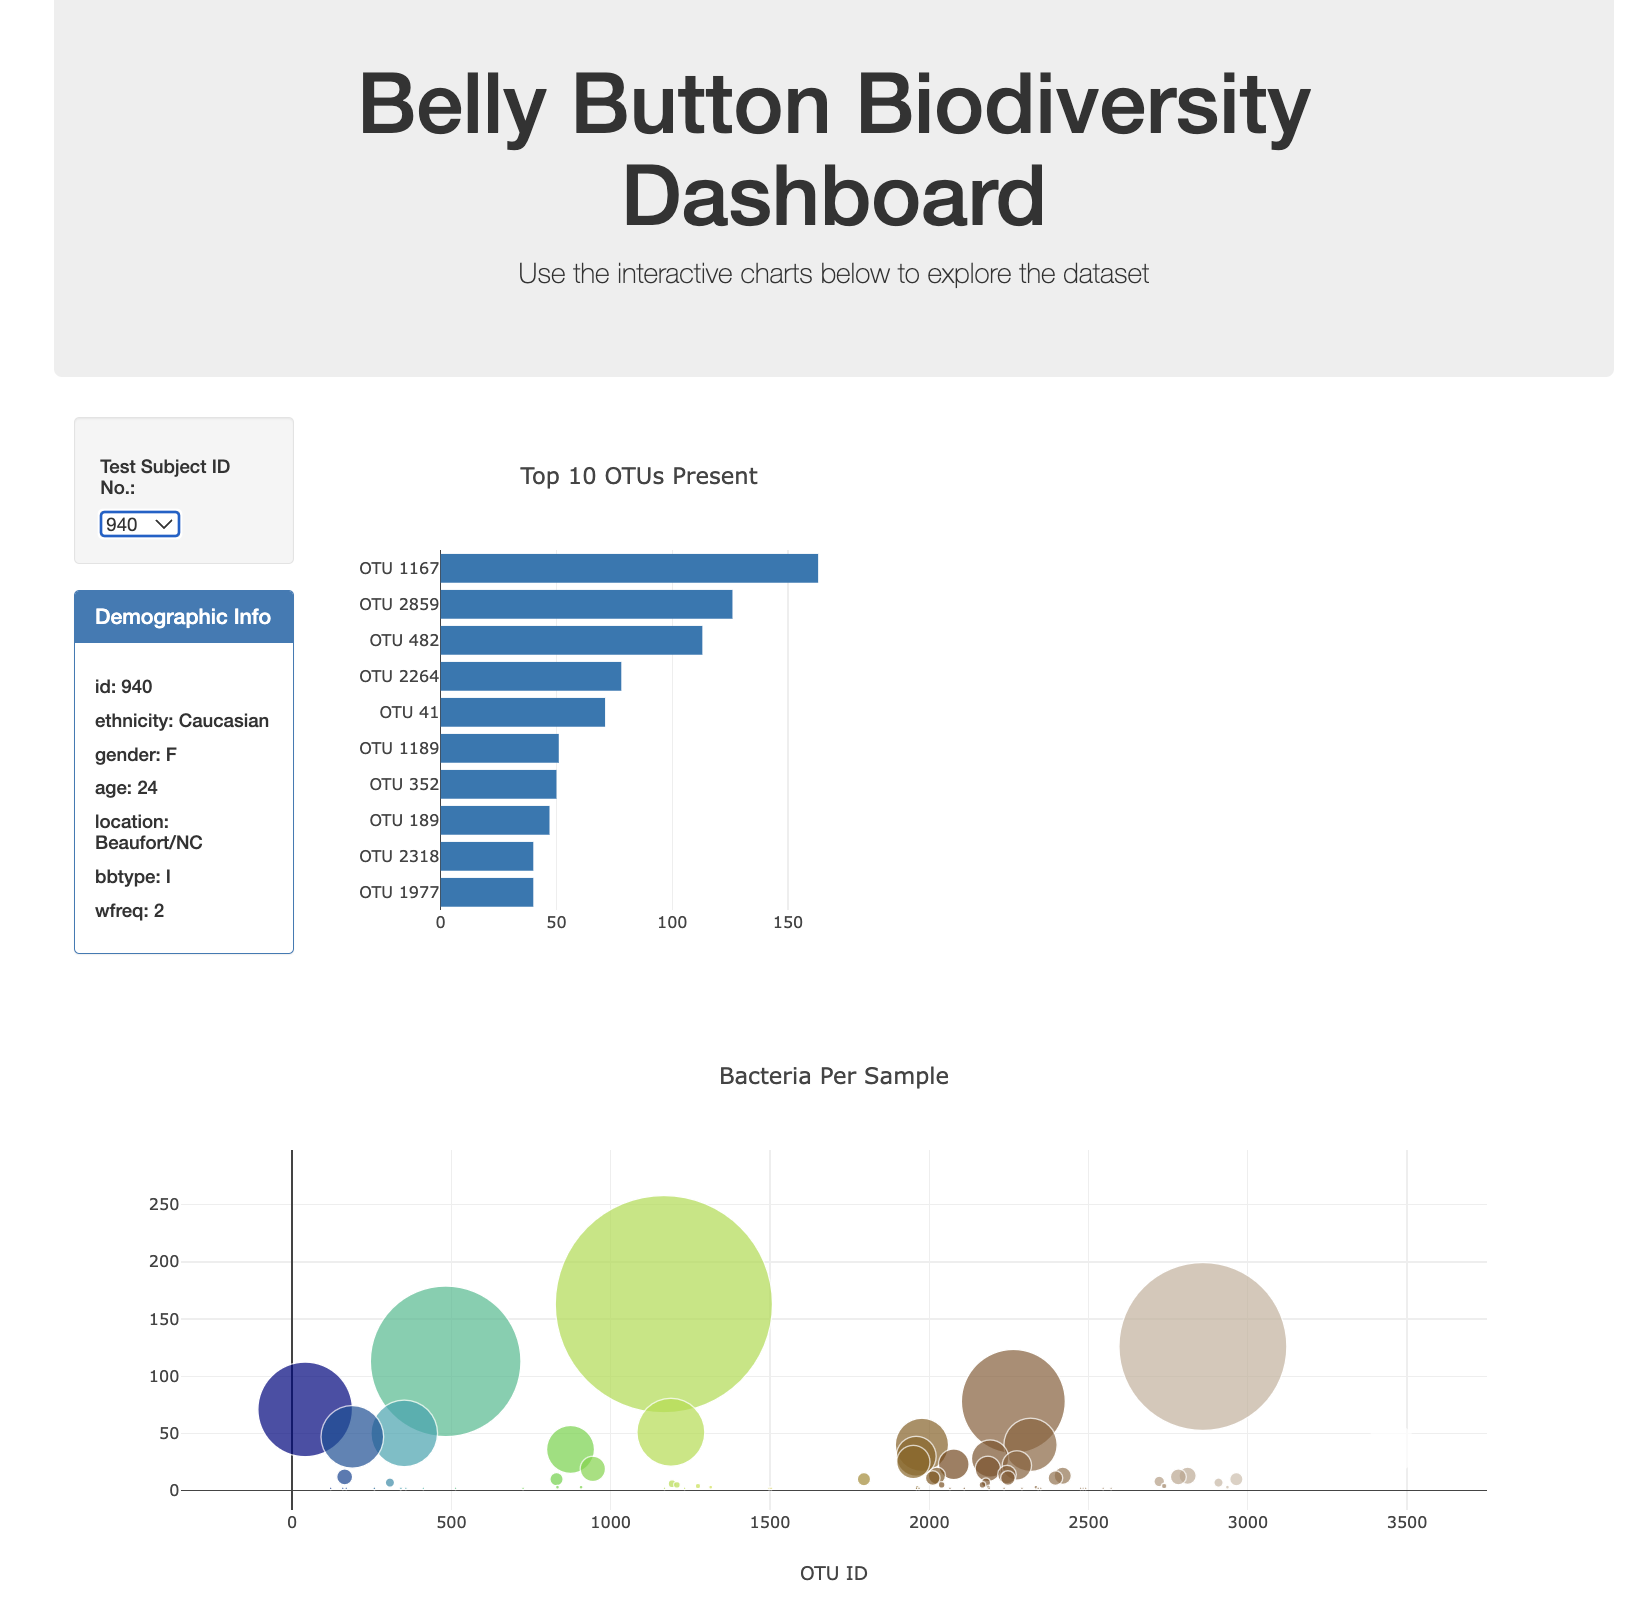 Belly Button Biodiversity
Dashboard
Use the interactive charts below to explore the dataset
Test Subject ID
No.:
940
Demographic Info
id: 940
ethnicity: Caucasian
gender: F
age: 24
location:
Beaufort/NC
bbtype: I
wfreq: 2
Top 10 OTUs Present
OTU 1167
OTU 2859
OTU 482
OTU 2264
OTU 41
OTU 1189
OTU 352
OTU 189
OTU 2318
OTU 1977
0 50 100 150
Bacteria Per Sample
250
200
150
100
50
0
0 500 1000 1500 2000 2500 3000 3500
OTU ID